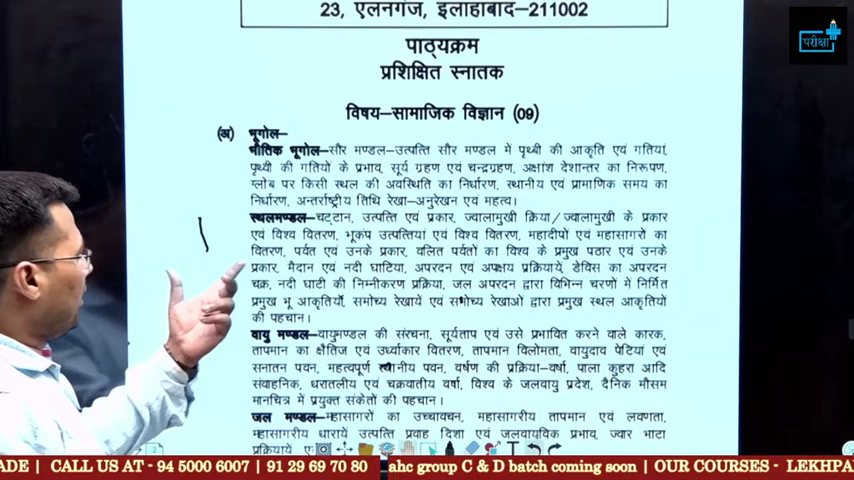 23, एलनगंज, इलाहाबाद-211002
परीक्षा
पाठ्यक्रम
प्रशिक्षित स्नातक
विषय–सामाजिक विज्ञान (09)
(अ) भूगोल–
भौतिक भूगोल–सौर मण्डल–उत्पत्ति सौर मण्डल में पृथ्वी की आकृति एवं गतियां,
पृथ्वी की गतियों के प्रभाव, सूर्य ग्रहण एवं चन्द्रग्रहण, अक्षांश देशान्तर का निरूपण,
ग्लोब पर किसी स्थल की अवस्थिति का निर्धारण, स्थानीय एवं प्रामाणिक समय का
निर्धारण, अन्तर्राष्ट्रीय तिथि रेखा–अनुरेखन एवं महत्व।
स्थलमण्डल–चट्टान, उत्पत्ति एवं प्रकार, ज्वालामुखी क्रिया/ज्वालामुखी के प्रकार
एवं विश्व वितरण, भूकंप उत्पत्तियां एवं विश्व वितरण, महादीपों एवं महासागरों का
वितरण, पर्वत एवं उनके प्रकार, वलित पर्वतों का विश्व के प्रमुख पठार एवं उनके
प्रकार, मैदान एवं नदी घाटिया, अपरदन एवं अपक्षय प्रक्रियायें, डेविस का अपरदन
चक्र, नदी घाटी की निम्नीकरण प्रक्रिया, जल अपरदन द्वारा विभिन्न चरणों में निर्मित
प्रमुख भू आकृतियॉ, समोच्य रेखायें एवं समोच्य रेखाओं द्वारा प्रमुख स्थल आकृतियों
की पहचान।
वायु मण्डल–वायुमण्डल की संरचना, सूर्यताप एवं उसे प्रभावित करने वाले कारक,
तापमान का क्षैतिज एवं उर्ध्वाकार वितरण, तापमान विलोमता, वायुदाव पेटियां एवं
सनातन पवन, महत्वपूर्ण स्थानीय पवन, वर्षण की प्रक्रिया–वर्षा, पाला कुहरा आदि
संवाहनिक, धरातलीय एवं चक्रवातीय वर्षा, विश्व के जलवायु प्रदेश, दैनिक मौसम
मानचित्र में प्रयुक्त संकेतों की पहचान।
जल मण्डल–महासागरों का उच्चावचन, महासागरीय तापमान एवं लवणता,
महासागरीय धारायें उत्पत्ति प्रवाह दिशा एवं जलवायविक प्रभाव, ज्वार भाटा
प्रक्रियायें
ADE | CALL US AT - 94 5000 6007 | 91 29 69 70 80 ahc group C & D batch coming soon | OUR COURSES - LEKHPA